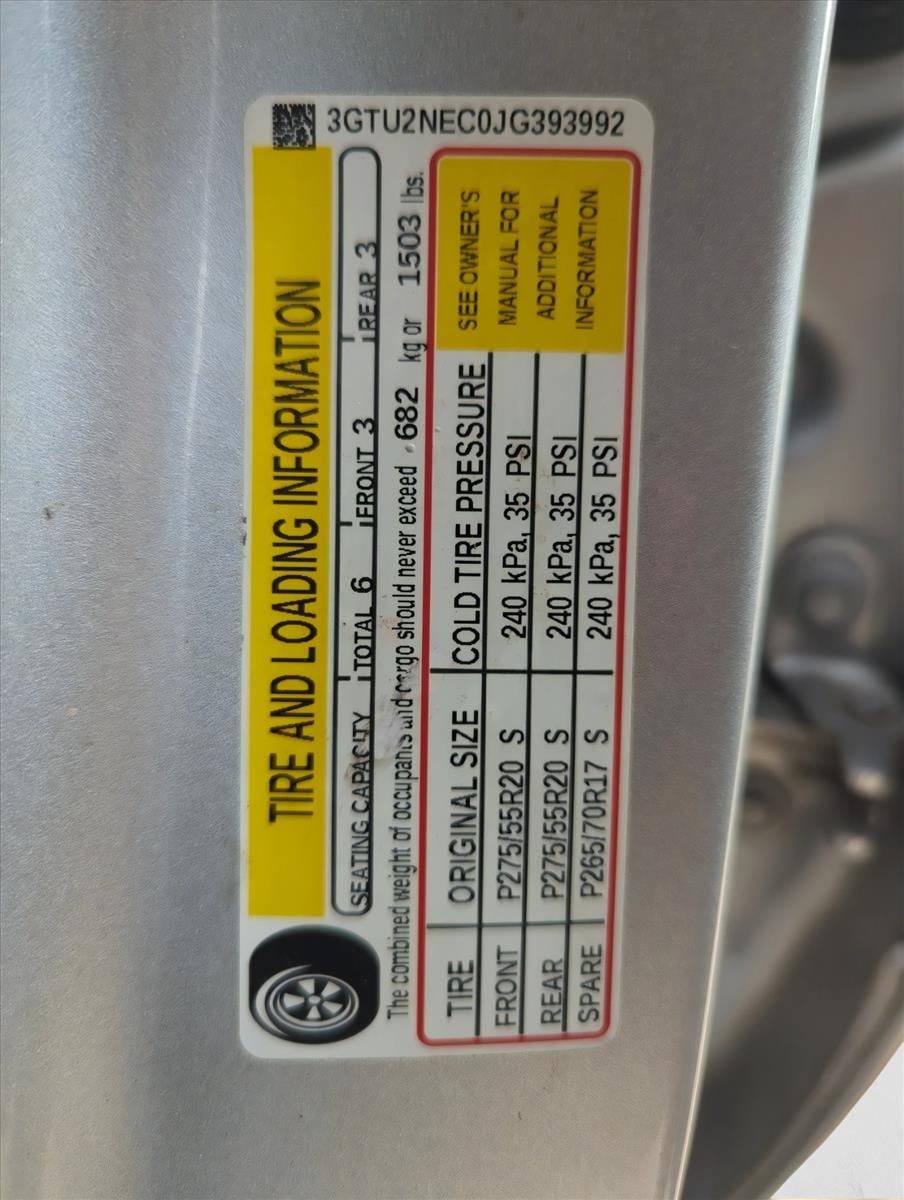 3GTU2NEC0JG393992
TIRE AND LOADING INFORMATION
SEATING CAPACITY TOTAL 6 FRONT 3 REAR 3
The combined weight of occupants and cargo should never exceed 682 kg or 1503 lbs.
TIRE ORIGINAL SIZE COLD TIRE PRESSURE
FRONT P275/55R20 S 240 kPa, 35 PSI
REAR P275/55R20 S 240 kPa, 35 PSI
SPARE P265/70R17 S 240 kPa, 35 PSI
SEE OWNER'S
MANUAL FOR
ADDITIONAL
INFORMATION